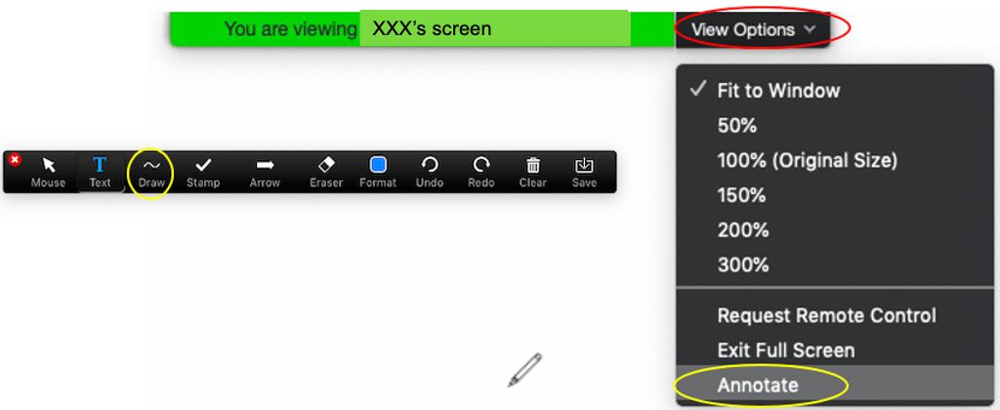 You are viewing XXX's screen View Options
Fit to Window
50%
100% (Original Size)
150%
200%
300%
Request Remote Control
Exit Full Screen
Annotate
Mouse Text Draw Stamp Arrow Eraser Format Undo Redo Clear Save